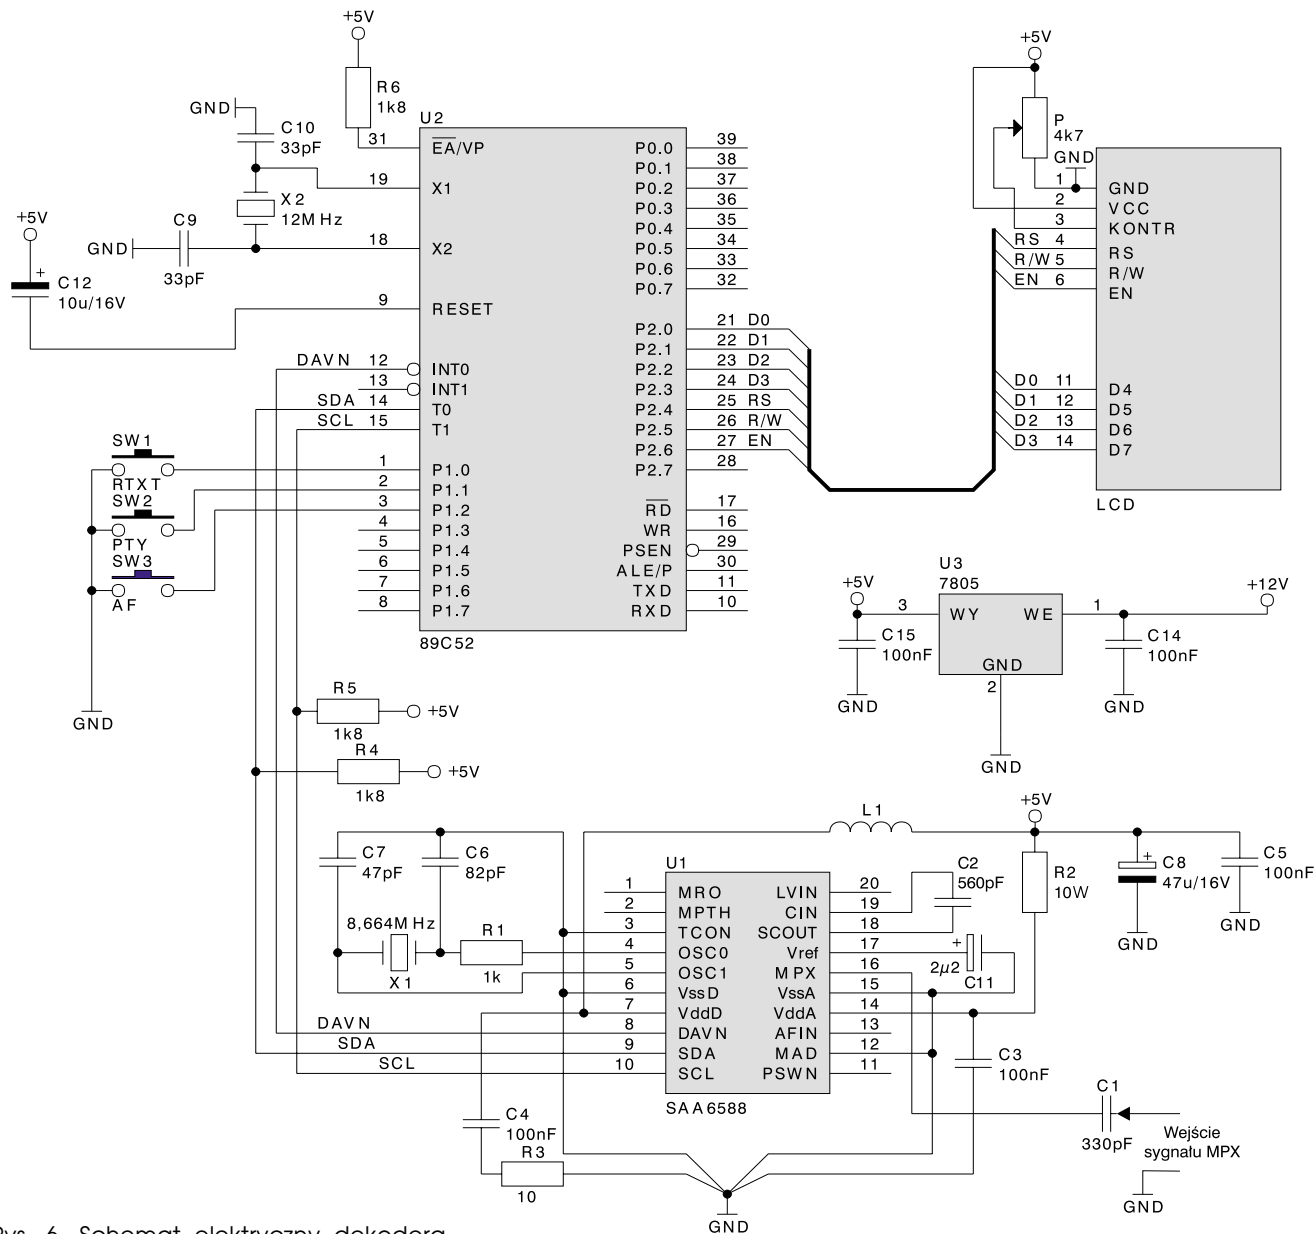 +5V
R6
1k8
GND
C10
33pF
X2
12MHz
C9
GND
33pF
+5V
+
C12
10u/16V
U2
31 EA/VP
19 X1
18 X2
9 RESET
DAVN 12 INT0
13 INT1
SDA 14 T0
SCL 15 T1
1 P1.0
2 P1.1
3 P1.2
4 P1.3
5 P1.4
6 P1.5
7 P1.6
8 P1.7
89C52
P0.0 39
P0.1 38
P0.2 37
P0.3 36
P0.4 35
P0.5 34
P0.6 33
P0.7 32
P2.0 21 D0
P2.1 22 D1
P2.2 23 D2
P2.3 24 D3
P2.4 25 RS
P2.5 26 R/W
P2.6 27 EN
P2.7 28
RD 17
WR 16
PSEN 29
ALE/P 30
TXD 11
RXD 10
SW1
RTXT
SW2
PTY
SW3
AF
GND
+5V
P
4k7
GND
1 GND
2 VCC
3 KONTR
RS 4 RS
R/W 5 R/W
EN 6 EN
D0 11 D4
D1 12 D5
D2 13 D6
D3 14 D7
LCD
U3
7805
+5V
3 WY
WE 1
+12V
GND
2
C15
100nF
GND
C14
100nF
GND
GND
R5
+5V
1k8
R4
+5V
1k8
C7
47pF
C6
82pF
8,664MHz
X1
R1
1k
L1
+5V
U1
1 MRO
2 MPTH
3 TCON
4 OSC0
5 OSC1
6 VssD
7 VddD
DAVN 8 DAVN
SDA 9 SDA
SCL 10 SCL
LVIN 20
CIN 19
SCOUT 18
Vref 17
MPX 16
VssA 15
VddA 14
AFIN 13
MAD 12
PSWN 11
SAA6588
C2
560pF
+
2µ2
C11
R2
10W
+
C8
47u/16V
GND
C5
100nF
GND
C3
100nF
C1
330pF
Wejście
sygnału MPX
GND
C4
100nF
R3
10
GND
Rys. 6. Schemat elektryczny dekodera